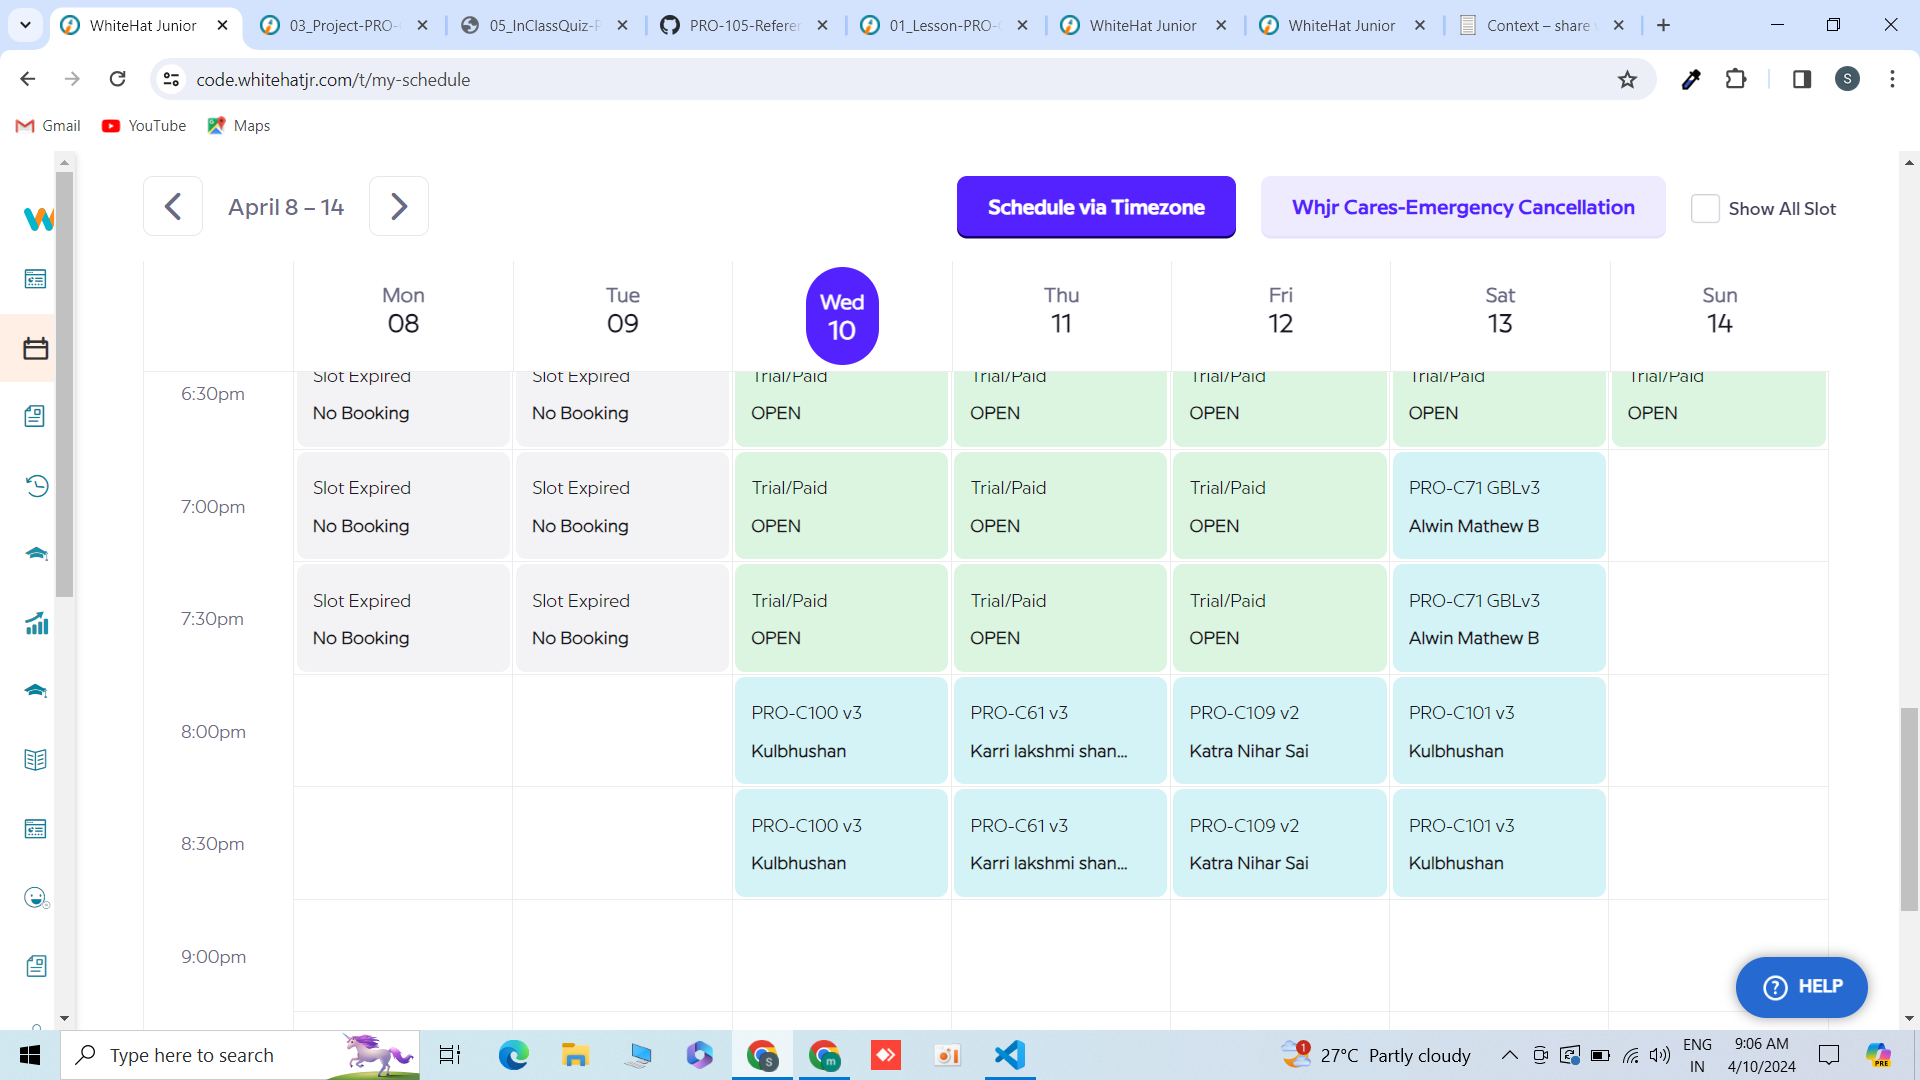 WhiteHat Junior
03_Project-PRO-
05_InClassQuiz-P
PRO-105-Referer
01_Lesson-PRO-C
WhiteHat Junior
WhiteHat Junior
Context – share
code.whitehatjr.com/t/my-schedule
S
Gmail
YouTube
Maps
April 8 – 14
Schedule via Timezone
Whjr Cares-Emergency Cancellation
Show All Slot
Mon 08
Tue 09
Wed 10
Thu 11
Fri 12
Sat 13
Sun 14
6:30pm
Slot Expired
No Booking
Slot Expired
No Booking
Trial/Paid
OPEN
Trial/Paid
OPEN
Trial/Paid
OPEN
Trial/Paid
OPEN
Trial/Paid
OPEN
7:00pm
Slot Expired
No Booking
Slot Expired
No Booking
Trial/Paid
OPEN
Trial/Paid
OPEN
Trial/Paid
OPEN
PRO-C71 GBLv3
Alwin Mathew B
7:30pm
Slot Expired
No Booking
Slot Expired
No Booking
Trial/Paid
OPEN
Trial/Paid
OPEN
Trial/Paid
OPEN
PRO-C71 GBLv3
Alwin Mathew B
8:00pm
PRO-C100 v3
Kulbhushan
PRO-C61 v3
Karri lakshmi shan...
PRO-C109 v2
Katra Nihar Sai
PRO-C101 v3
Kulbhushan
8:30pm
PRO-C100 v3
Kulbhushan
PRO-C61 v3
Karri lakshmi shan...
PRO-C109 v2
Katra Nihar Sai
PRO-C101 v3
Kulbhushan
9:00pm
HELP
Type here to search
1
27°C Partly cloudy
ENG
IN
9:06 AM
4/10/2024
PRE